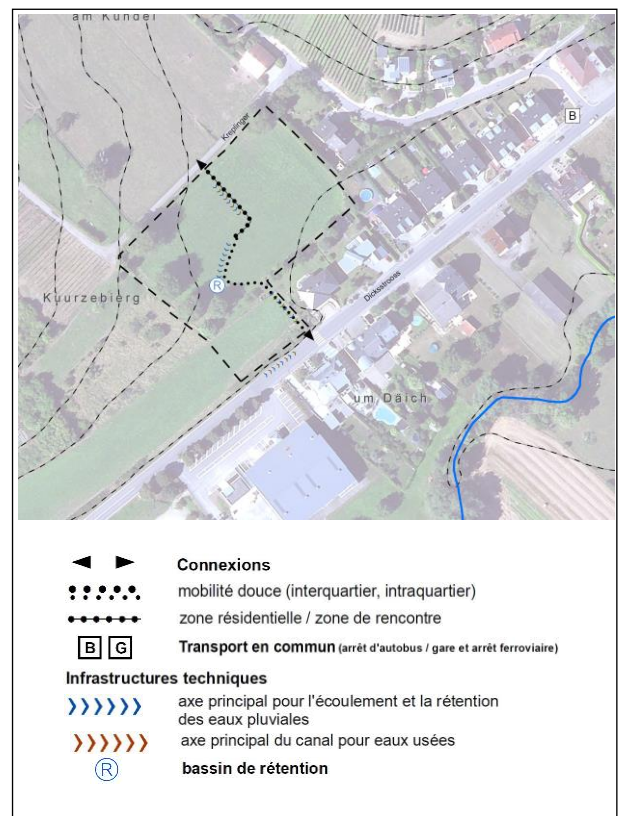 am Kundel
B
Kreplinger
Kuurzebierg
R
Dicksstrooss
um Däich
Connexions
mobilité douce (interquartier, intraquartier)
zone résidentielle / zone de rencontre
B G Transport en commun (arrêt d'autobus / gare et arrêt ferroviaire)
Infrastructures techniques
axe principal pour l'écoulement et la rétention
des eaux pluviales
axe principal du canal pour eaux usées
R bassin de rétention